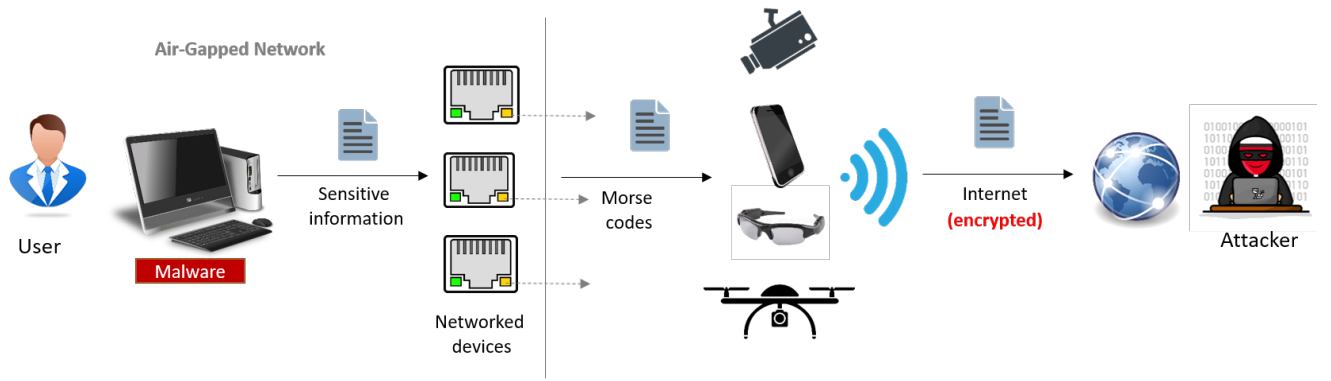 Air-Gapped Network
User
Malware
Sensitive
information
Networked
devices
Morse
codes
Internet
(encrypted)
Attacker